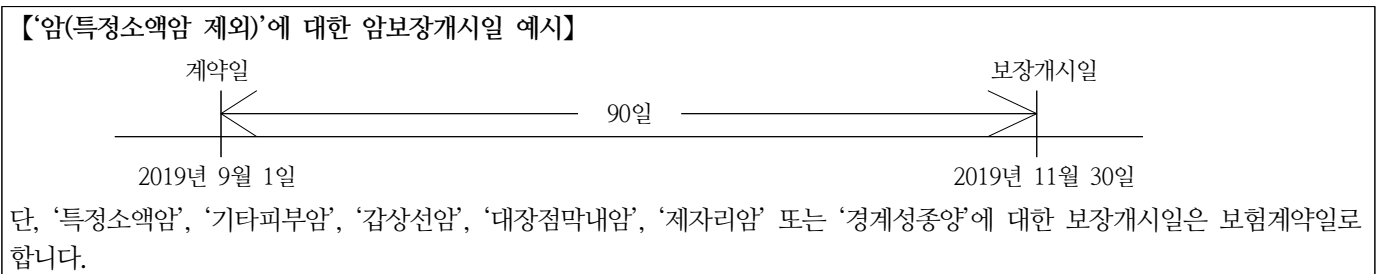 【‘암(특정소액암 제외)’에 대한 암보장개시일 예시】
계약일 보장개시일
90일
2019년 9월 1일 2019년 11월 30일
단, ‘특정소액암’, ‘기타피부암’, ‘갑상선암’, ‘대장점막내암’, ‘제자리암’ 또는 ‘경계성종양’에 대한 보장개시일은 보험계약일로
합니다.